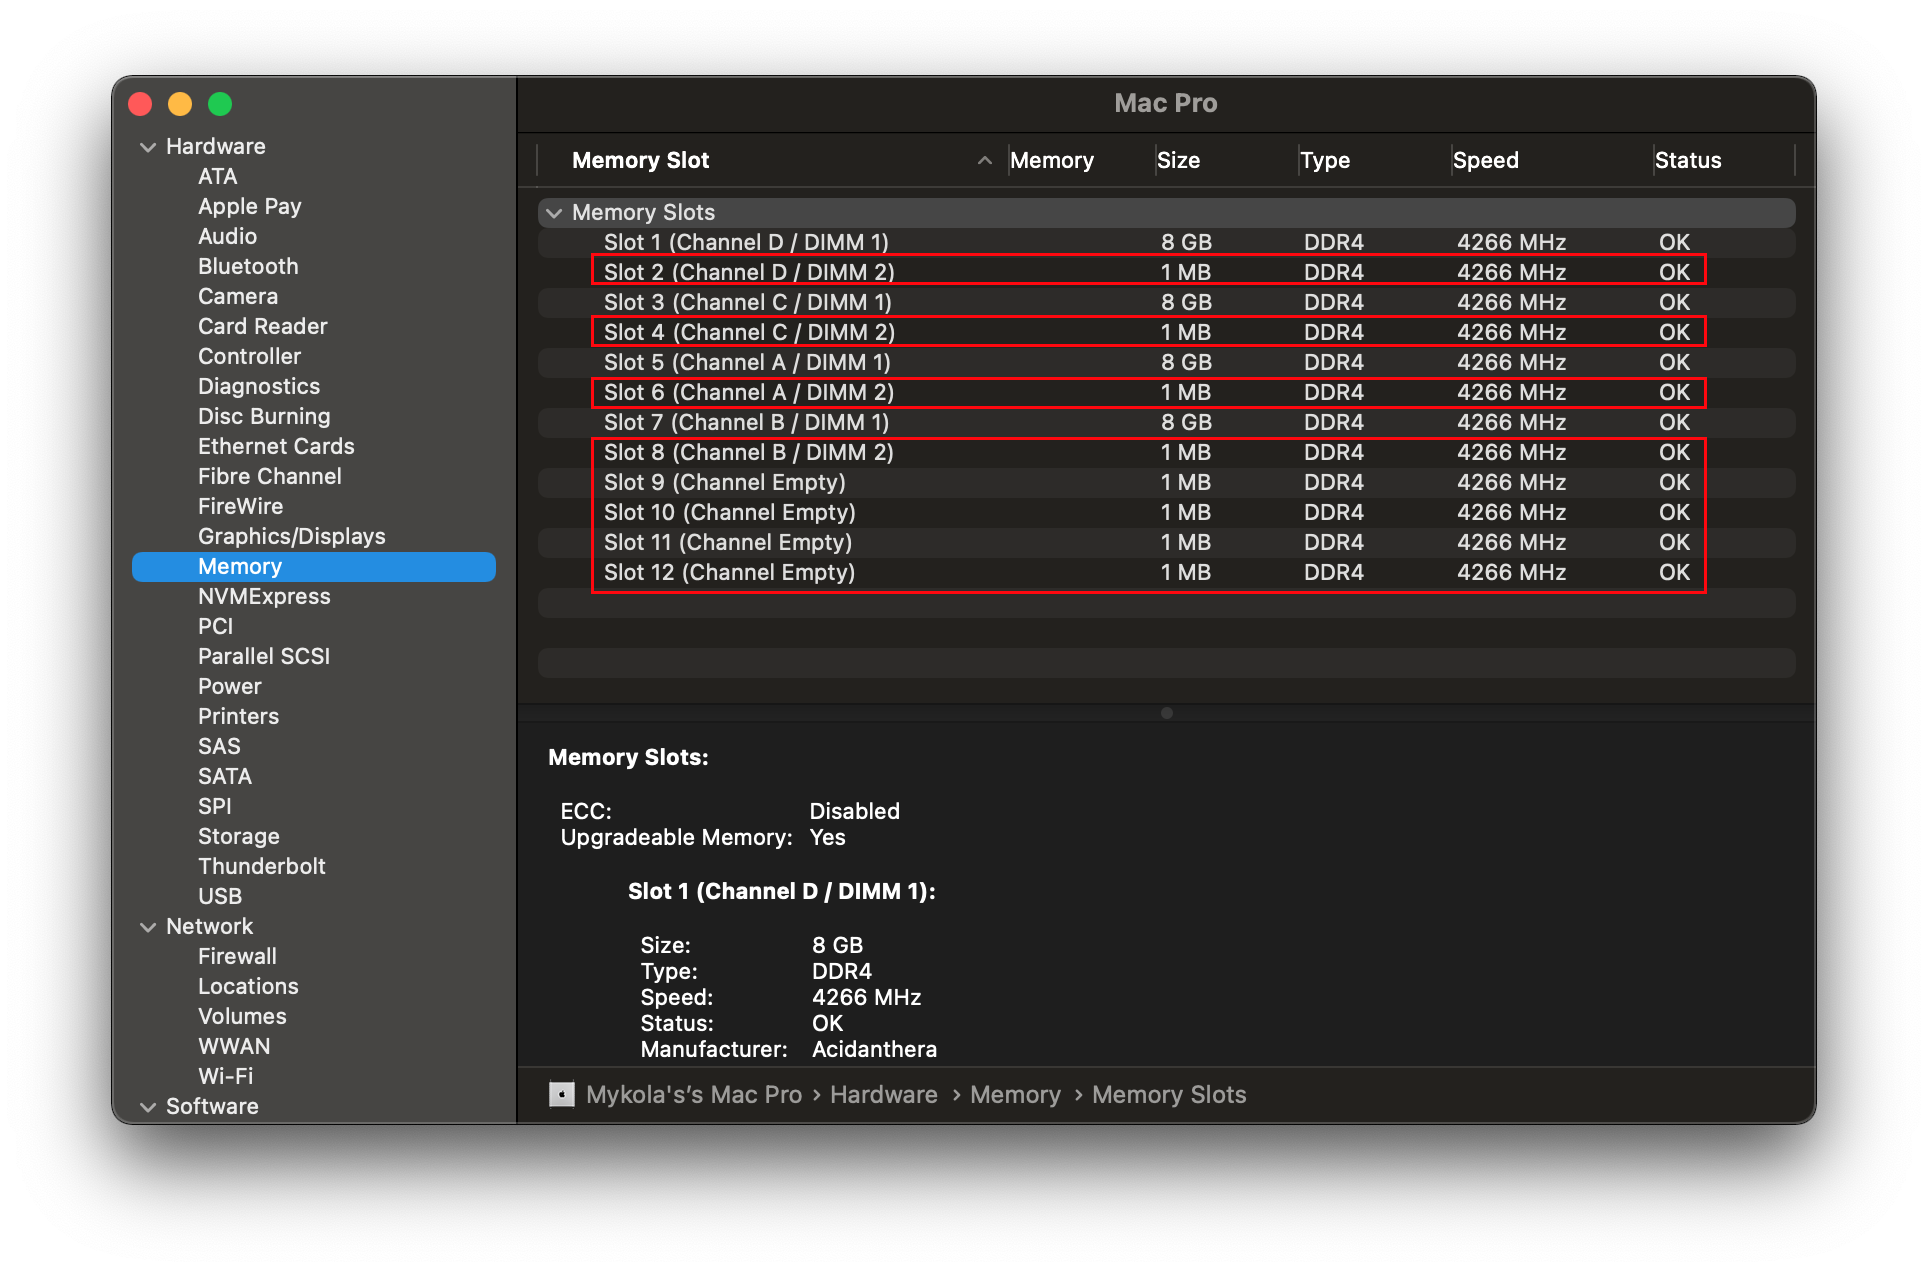 Mac Pro
Hardware
ATA
Apple Pay
Audio
Bluetooth
Camera
Card Reader
Controller
Diagnostics
Disc Burning
Ethernet Cards
Fibre Channel
FireWire
Graphics/Displays
Memory
NVMExpress
PCI
Parallel SCSI
Power
Printers
SAS
SATA
SPI
Storage
Thunderbolt
USB
Network
Firewall
Locations
Volumes
WWAN
Wi-Fi
Software
Memory Slot Memory Size Type Speed Status
Memory Slots
Slot 1 (Channel D / DIMM 1) 8 GB DDR4 4266 MHz OK
Slot 2 (Channel D / DIMM 2) 1 MB DDR4 4266 MHz OK
Slot 3 (Channel C / DIMM 1) 8 GB DDR4 4266 MHz OK
Slot 4 (Channel C / DIMM 2) 1 MB DDR4 4266 MHz OK
Slot 5 (Channel A / DIMM 1) 8 GB DDR4 4266 MHz OK
Slot 6 (Channel A / DIMM 2) 1 MB DDR4 4266 MHz OK
Slot 7 (Channel B / DIMM 1) 8 GB DDR4 4266 MHz OK
Slot 8 (Channel B / DIMM 2) 1 MB DDR4 4266 MHz OK
Slot 9 (Channel Empty) 1 MB DDR4 4266 MHz OK
Slot 10 (Channel Empty) 1 MB DDR4 4266 MHz OK
Slot 11 (Channel Empty) 1 MB DDR4 4266 MHz OK
Slot 12 (Channel Empty) 1 MB DDR4 4266 MHz OK
Memory Slots:
ECC: Disabled
Upgradeable Memory: Yes
Slot 1 (Channel D / DIMM 1):
Size: 8 GB
Type: DDR4
Speed: 4266 MHz
Status: OK
Manufacturer: Acidanthera
Mykola's’s Mac Pro › Hardware › Memory › Memory Slots